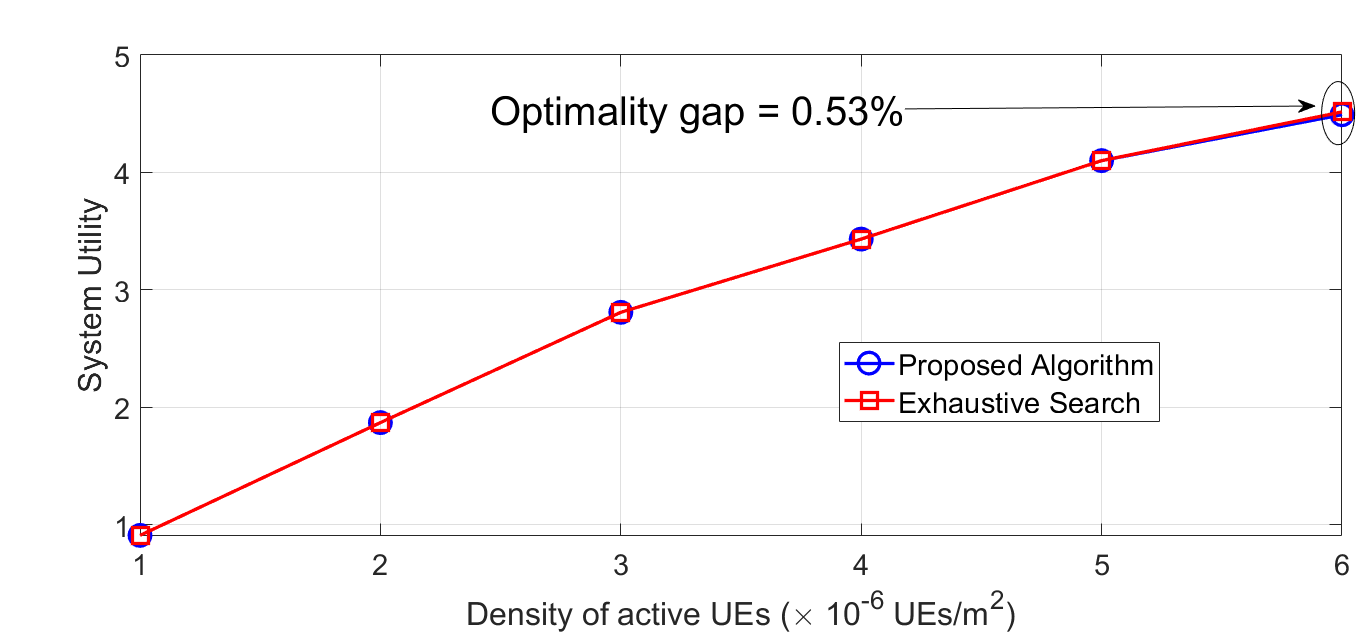 5
Optimality gap = 0.53%
4
3
2
1
System Utility
Proposed Algorithm
Exhaustive Search
1 2 3 4 5 6
Density of active UEs (× 10⁻⁶ UEs/m²)